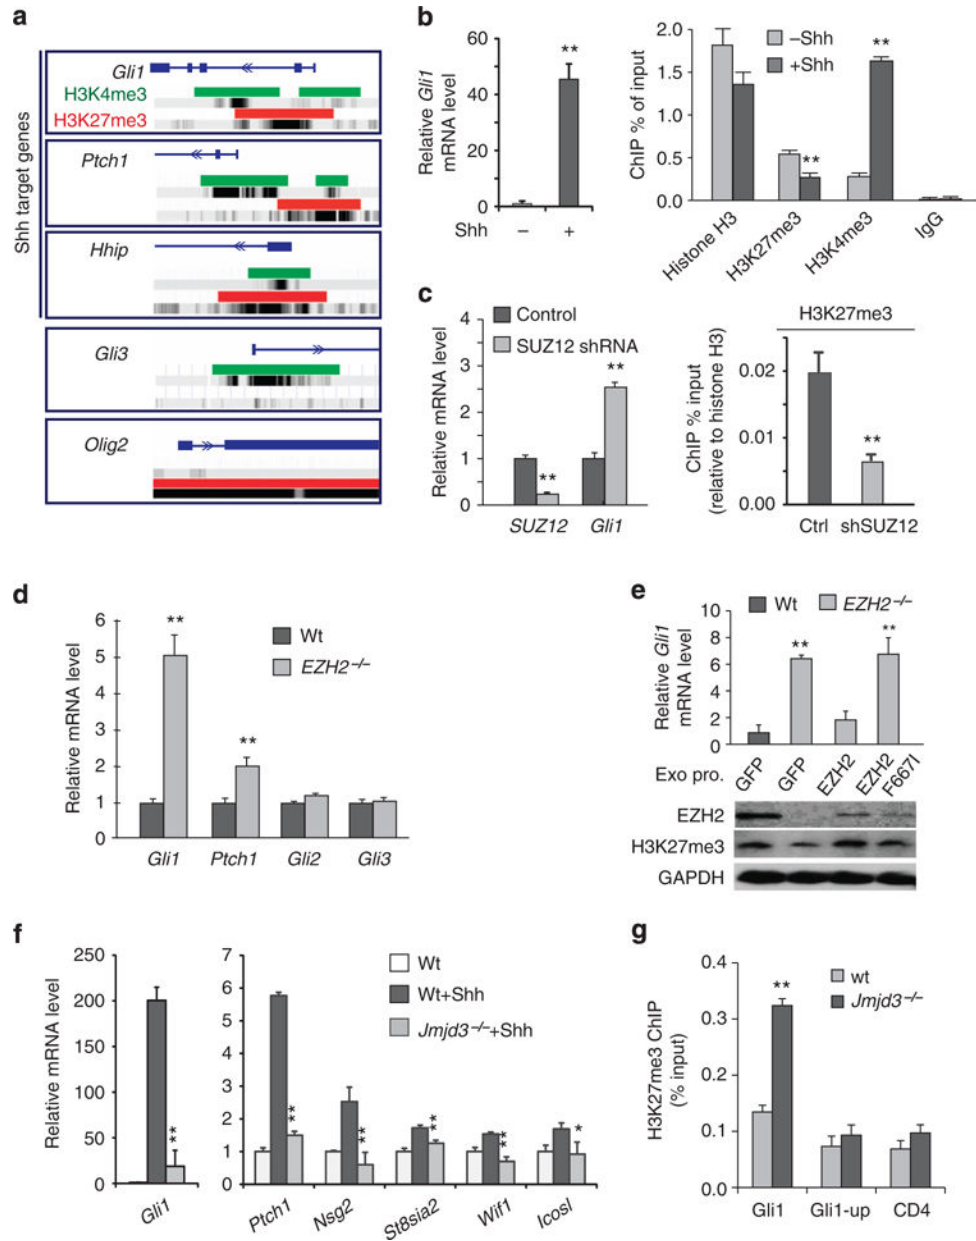 a
Shh target genes
Gli1
H3K4me3
H3K27me3
Ptch1
Hhip
Gli3
Olig2
b
Relative Gli1
mRNA level
60
40
20
0
Shh
–
+
**
ChIP % of input
2.0
1.5
1.0
0.5
0
–Shh
+Shh
**
**
Histone H3
H3K27me3
H3K4me3
IgG
c
Relative mRNA level
4
3
2
1
0
Control
SUZ12 shRNA
**
**
SUZ12
Gli1
H3K27me3
ChIP % input
(relative to histone H3)
0.02
0.01
0.00
**
Ctrl
shSUZ12
d
Relative mRNA level
6
5
4
3
2
1
0
Wt
EZH2–/–
**
**
Gli1
Ptch1
Gli2
Gli3
e
Wt
EZH2–/–
Relative Gli1
mRNA level
10
8
6
4
2
0
**
**
Exo pro.
GFP
GFP
EZH2
EZH2
F667I
EZH2
H3K27me3
GAPDH
f
Relative mRNA level
250
200
150
100
50
0
**
Gli1
7
6
5
4
3
2
1
0
Wt
Wt+Shh
Jmjd3–/–+Shh
**
**
**
**
*
Ptch1
Nsg2
St8sia2
Wif1
Icosl
g
H3K27me3 ChIP
(% input)
0.4
0.3
0.2
0.1
0.0
wt
Jmjd3–/–
**
Gli1
Gli1-up
CD4